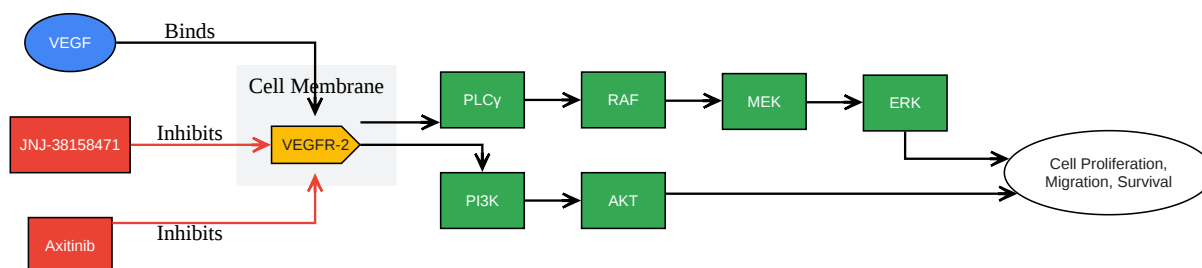 VEGF
Binds
Cell Membrane
JNJ-38158471
Inhibits
VEGFR-2
Axitinib
Inhibits
PLCγ
RAF
MEK
ERK
PI3K
AKT
Cell Proliferation,
Migration, Survival